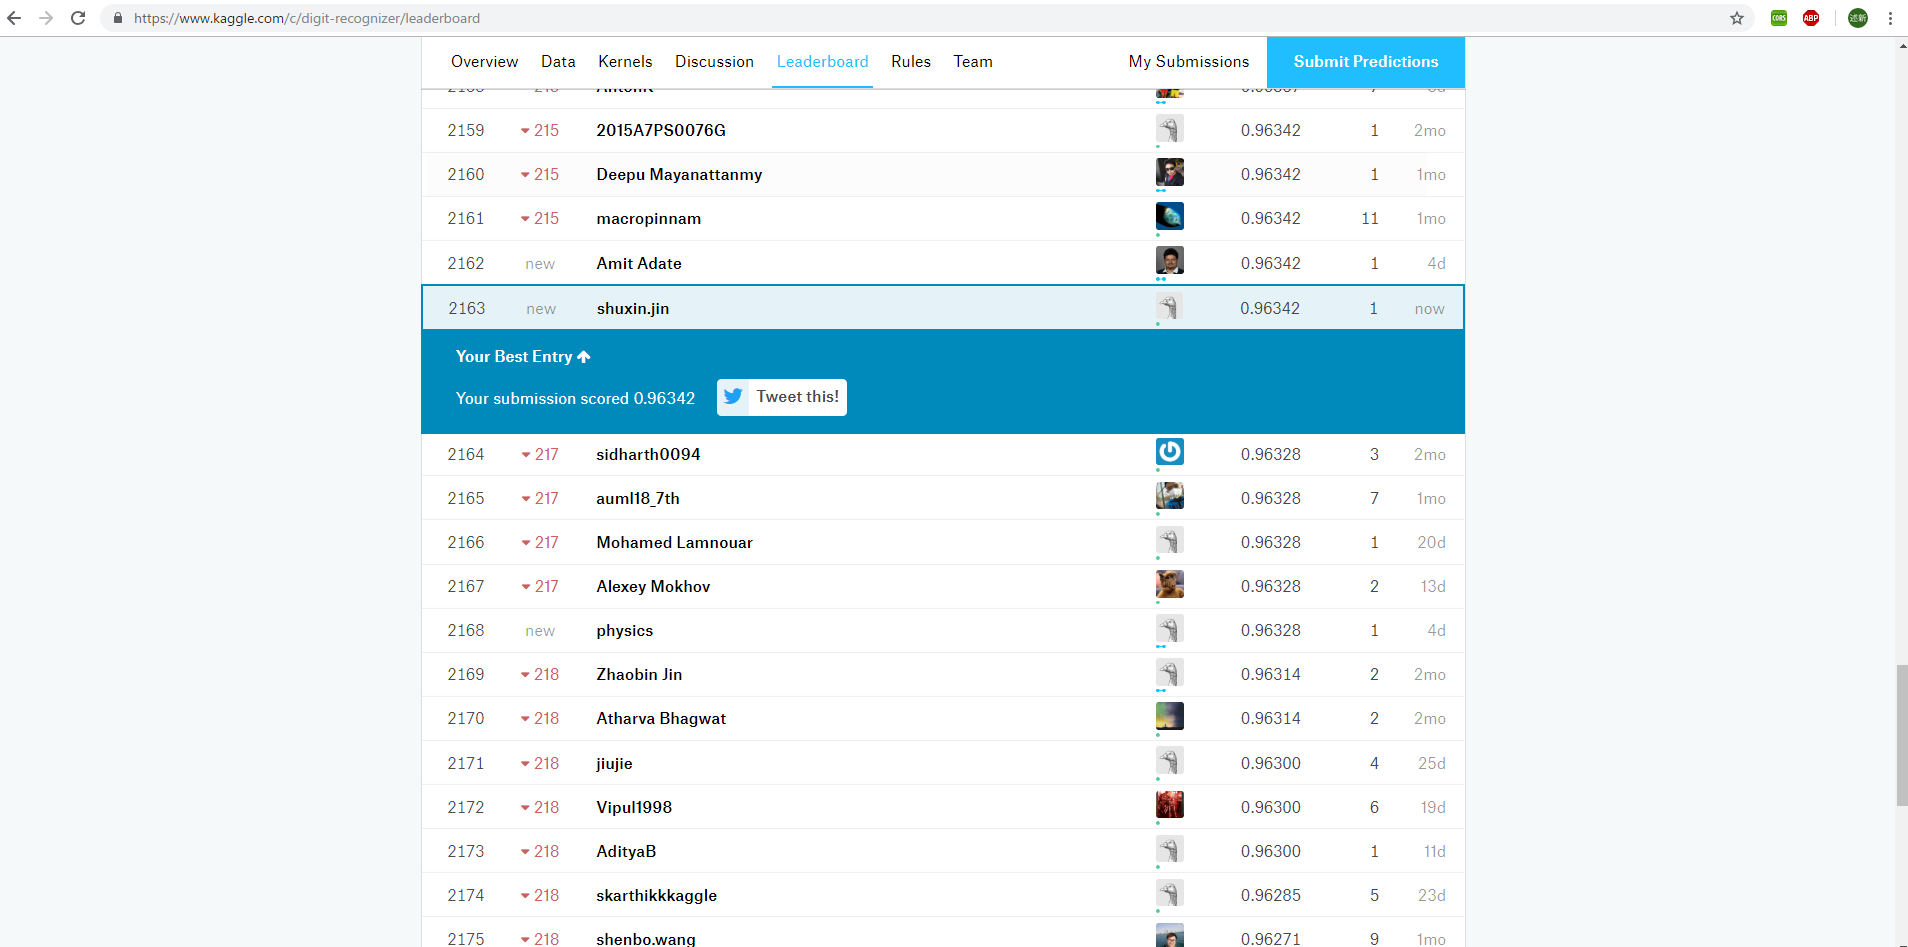 https://www.kaggle.com/c/digit-recognizer/leaderboard
CORS ABP 述新
Overview Data Kernels Discussion Leaderboard Rules Team My Submissions Submit Predictions
2159 215 2015A7PS0076G 0.96342 1 2mo
2160 215 Deepu Mayanattanmy 0.96342 1 1mo
2161 215 macropinnam 0.96342 11 1mo
2162 new Amit Adate 0.96342 1 4d
2163 new shuxin.jin 0.96342 1 now
Your Best Entry
Your submission scored 0.96342 Tweet this!
2164 217 sidharth0094 0.96328 3 2mo
2165 217 auml18_7th 0.96328 7 1mo
2166 217 Mohamed Lamnouar 0.96328 1 20d
2167 217 Alexey Mokhov 0.96328 2 13d
2168 new physics 0.96328 1 4d
2169 218 Zhaobin Jin 0.96314 2 2mo
2170 218 Atharva Bhagwat 0.96314 2 2mo
2171 218 jiujie 0.96300 4 25d
2172 218 Vipul1998 0.96300 6 19d
2173 218 AdityaB 0.96300 1 11d
2174 218 skarthikkkaggle 0.96285 5 23d
2175 218 shenbo.wang 0.96271 9 1mo